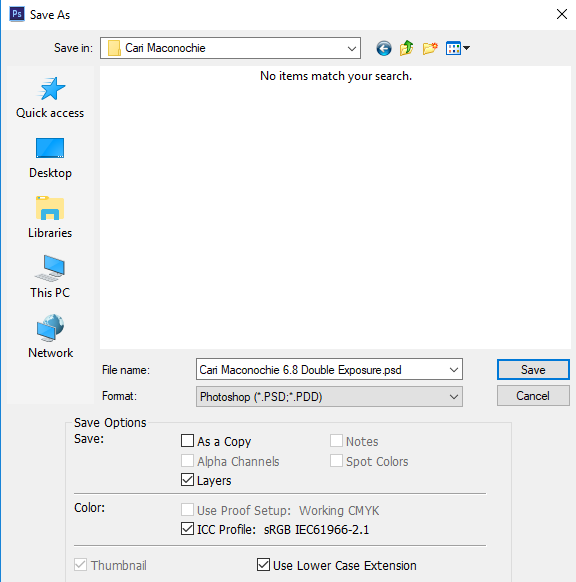 Ps Save As
Save in: Cari Maconochie
No items match your search.
Quick access
Desktop
Libraries
This PC
Network
File name: Cari Maconochie 6.8 Double Exposure.psd Save
Format: Photoshop (*.PSD;*.PDD) Cancel
Save Options
Save: As a Copy Notes
Alpha Channels Spot Colors
Layers
Color: Use Proof Setup: Working CMYK
ICC Profile: sRGB IEC61966-2.1
Thumbnail Use Lower Case Extension